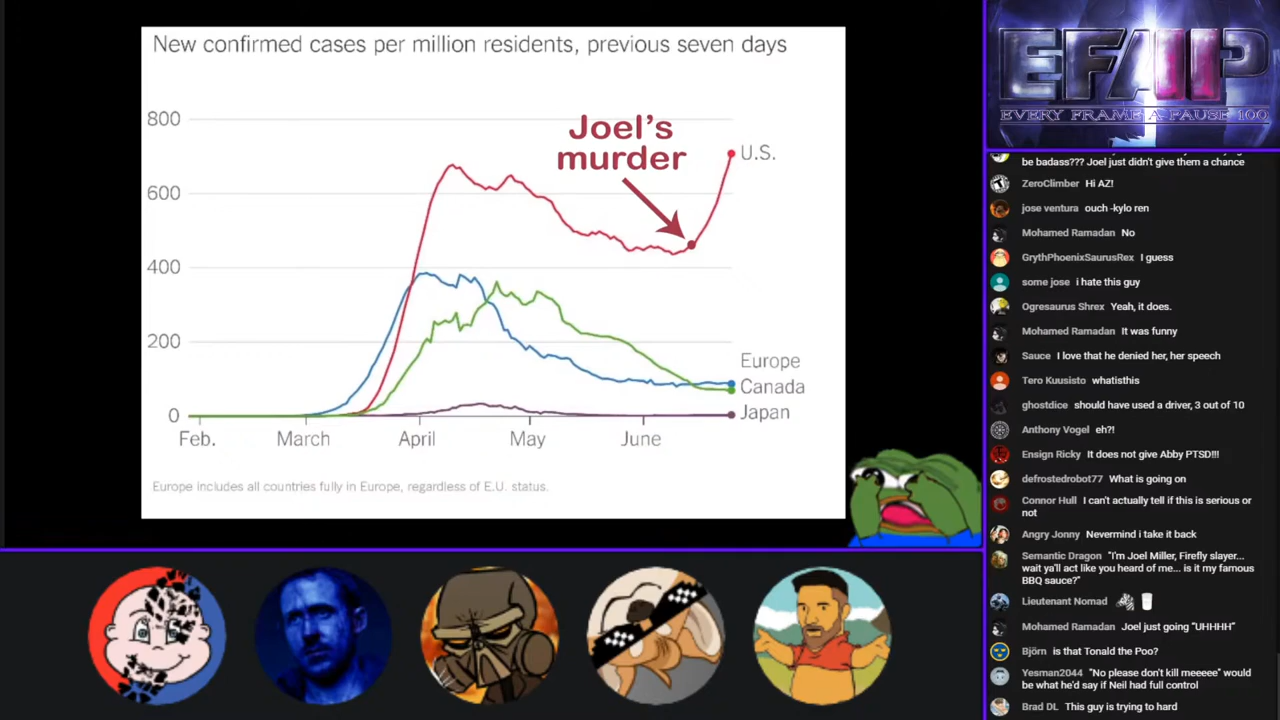 New confirmed cases per million residents, previous seven days
800
600
400
200
0
Joel's
murder
U.S.
Europe
Canada
Japan
Feb.
March
April
May
June
Europe includes all countries fully in Europe, regardless of E.U. status.
EFAP
EVERY FRAME A PAUSE 100
be badass??? Joel just didn't give them a chance
ZeroClimber Hi AZ!
jose ventura ouch -kylo ren
Mohamed Ramadan No
GrythPhoenixSaurusRex I guess
some jose i hate this guy
Ogresaurus Shrex Yeah, it does.
Mohamed Ramadan It was funny
Sauce I love that he denied her, her speech
Tero Kuusisto whatisthis
ghostdice should have used a driver, 3 out of 10
Anthony Vogel eh?!
Ensign Ricky It does not give Abby PTSD!!!
defrostedrobot77 What is going on
Connor Hull I can't actually tell if this is serious or
not
Angry Jonny Nevermind i take it back
Semantic Dragon "I'm Joel Miller, Firefly slayer...
wait ya'll act like you heard of me... is it my famous
BBQ sauce?"
Lieutenant Nomad
Mohamed Ramadan Joel just going "UHHHH"
Björn is that Tonald the Poo?
Yesman2044 "No please don't kill meeeee" would
be what he'd say if Neil had full control
Brad DL This guy is trying to hard